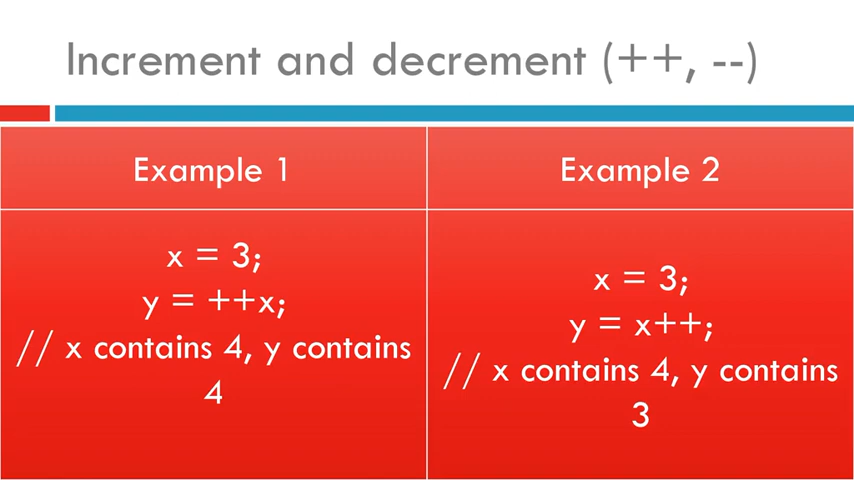 Increment and decrement (++, --)
Example 1
x = 3;
y = ++x;
// x contains 4, y contains
4
Example 2
x = 3;
y = x++;
// x contains 4, y contains
3